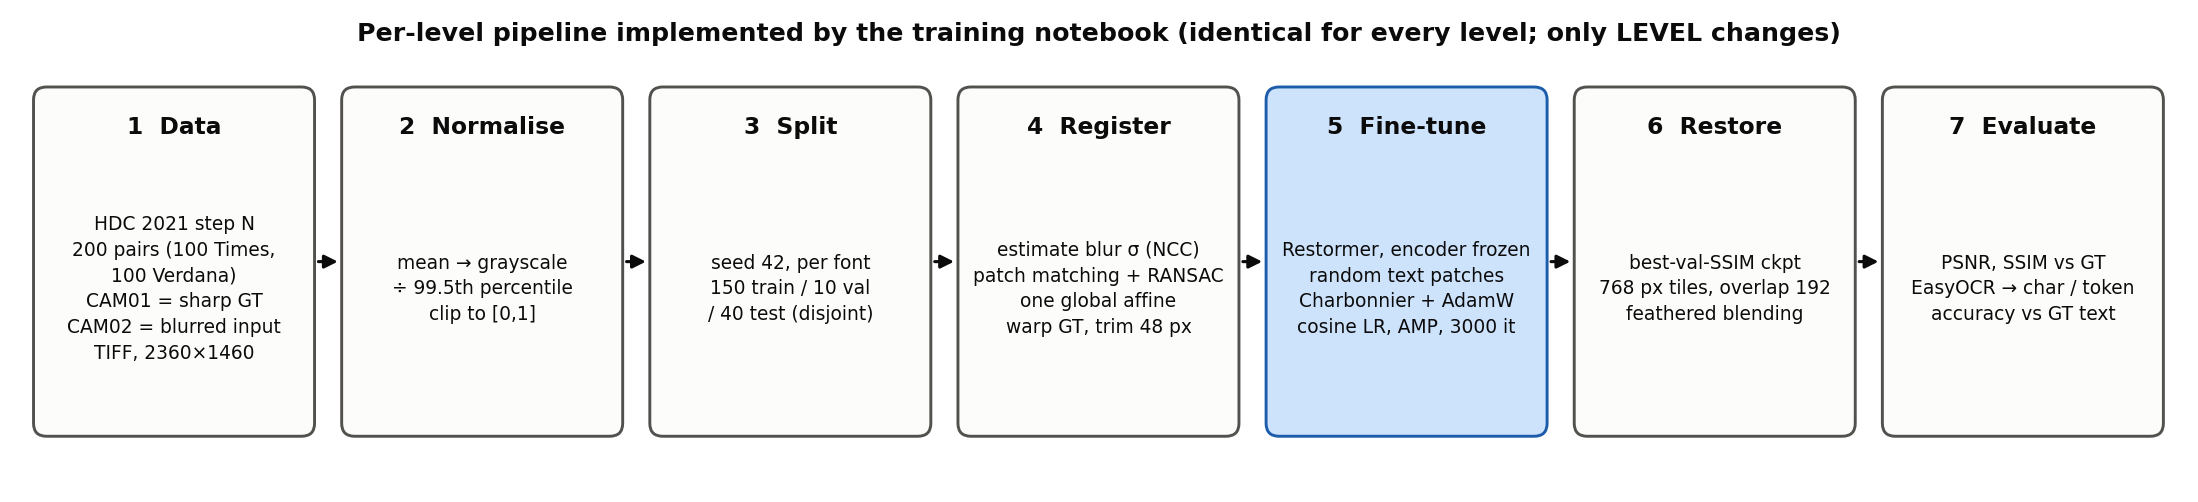 Per-level pipeline implemented by the training notebook (identical for every level; only LEVEL changes)
1 Data
HDC 2021 step N
200 pairs (100 Times,
100 Verdana)
CAM01 = sharp GT
CAM02 = blurred input
TIFF, 2360×1460
2 Normalise
mean → grayscale
÷ 99.5th percentile
clip to [0,1]
3 Split
seed 42, per font
150 train / 10 val
/ 40 test (disjoint)
4 Register
estimate blur σ (NCC)
patch matching + RANSAC
one global affine
warp GT, trim 48 px
5 Fine-tune
Restormer, encoder frozen
random text patches
Charbonnier + AdamW
cosine LR, AMP, 3000 it
6 Restore
best-val-SSIM ckpt
768 px tiles, overlap 192
feathered blending
7 Evaluate
PSNR, SSIM vs GT
EasyOCR → char / token
accuracy vs GT text